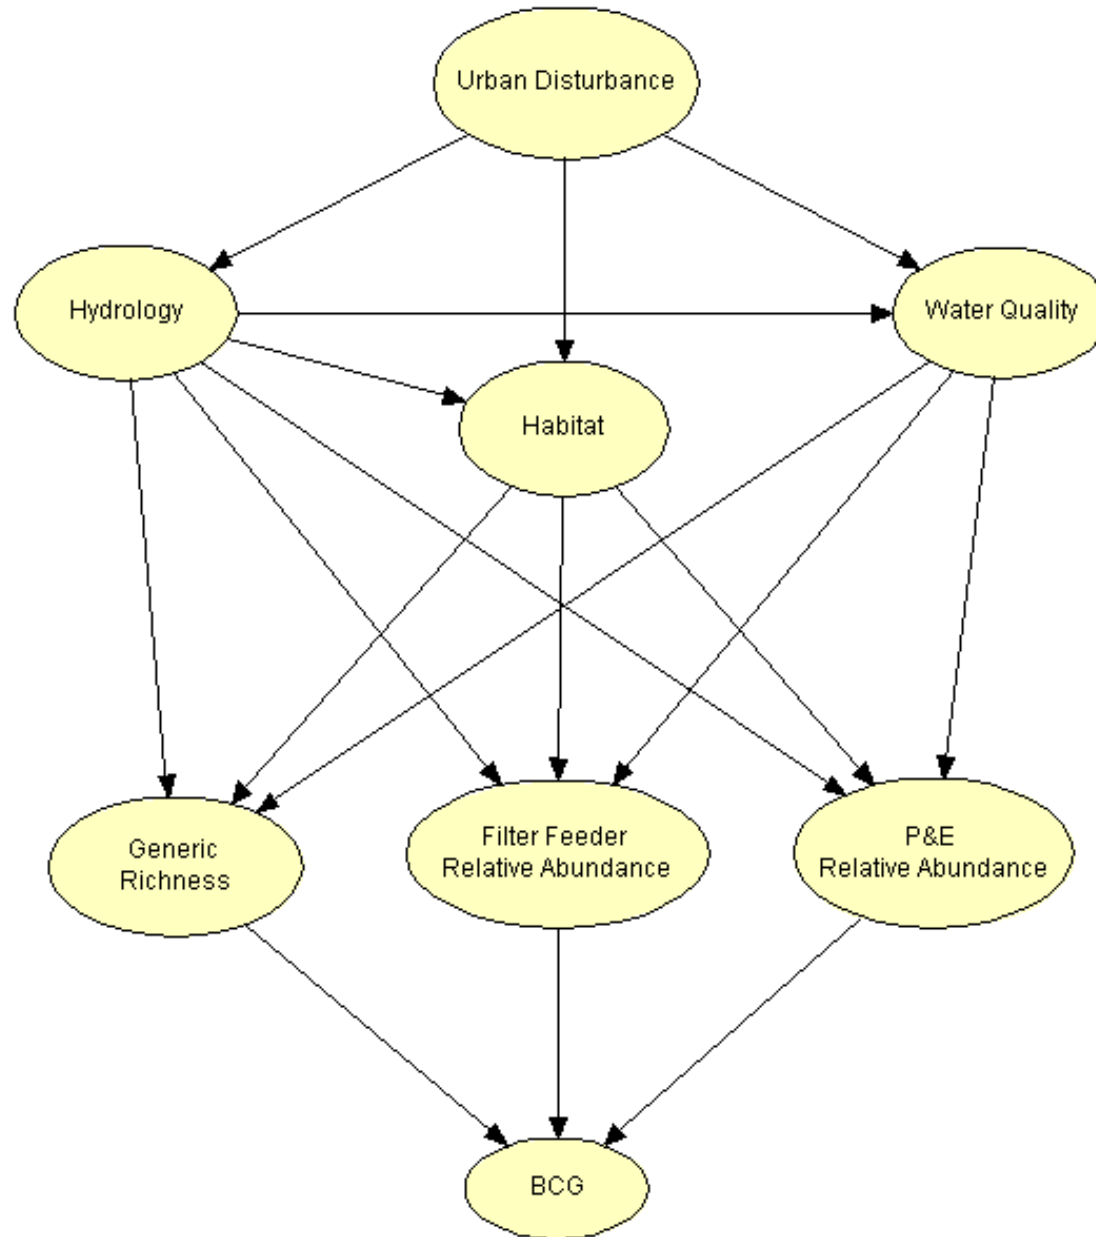 Urban Disturbance
Hydrology
Water Quality
Habitat
Generic
Richness
Filter Feeder
Relative Abundance
P&E
Relative Abundance
BCG